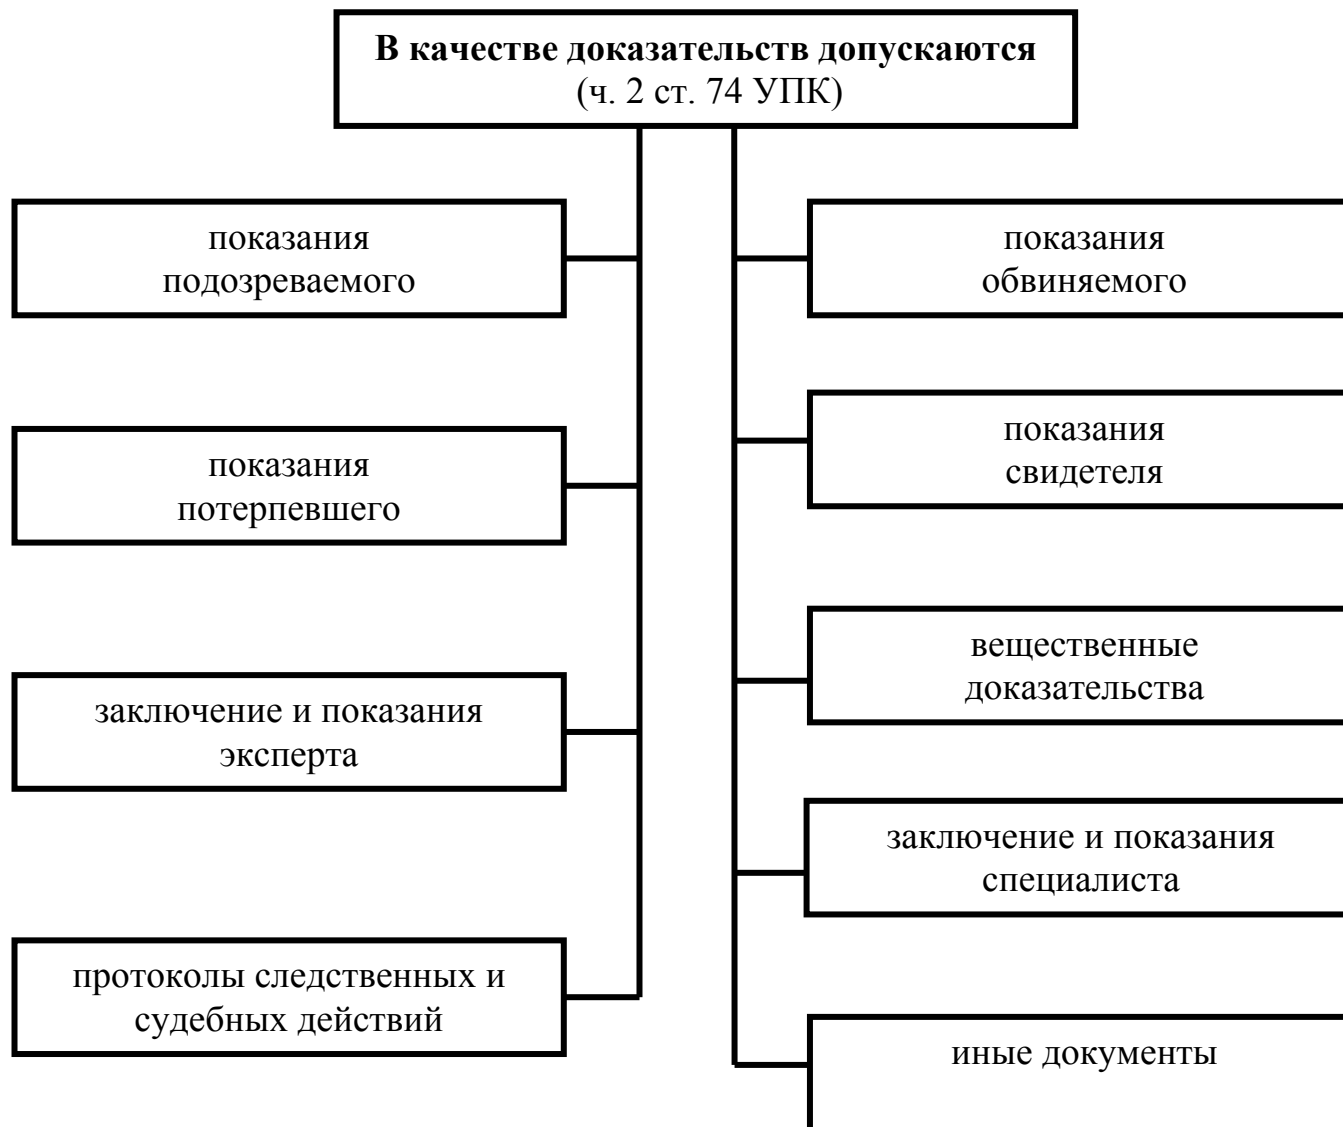 В качестве доказательств допускаются
(ч. 2 ст. 74 УПК)
показания
подозреваемого
показания
обвиняемого
показания
потерпевшего
показания
свидетеля
заключение и показания
эксперта
вещественные
доказательства
протоколы следственных и
судебных действий
заключение и показания
специалиста
иные документы